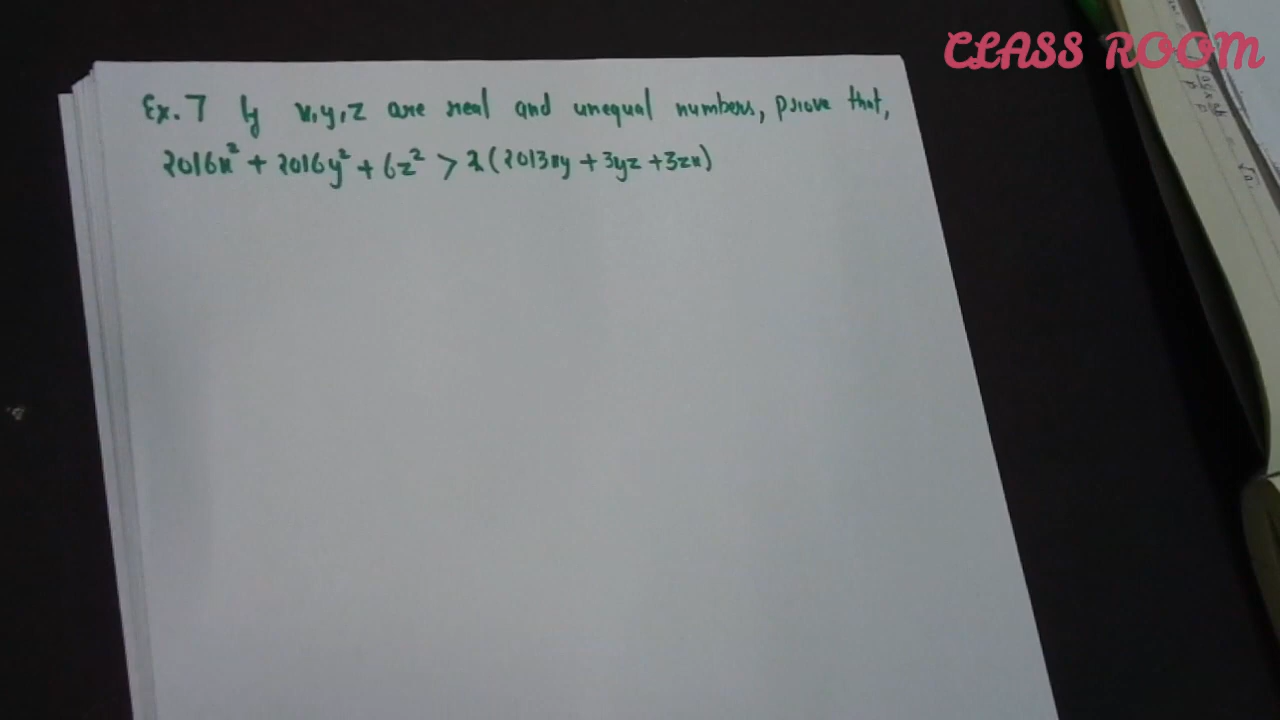 CLASS ROOM
Ex. 7 If x,y,z are real and unequal numbers, prove that,
2016x² + 2016y² + 6z² > 2(2013xy + 3yz + 3zx)